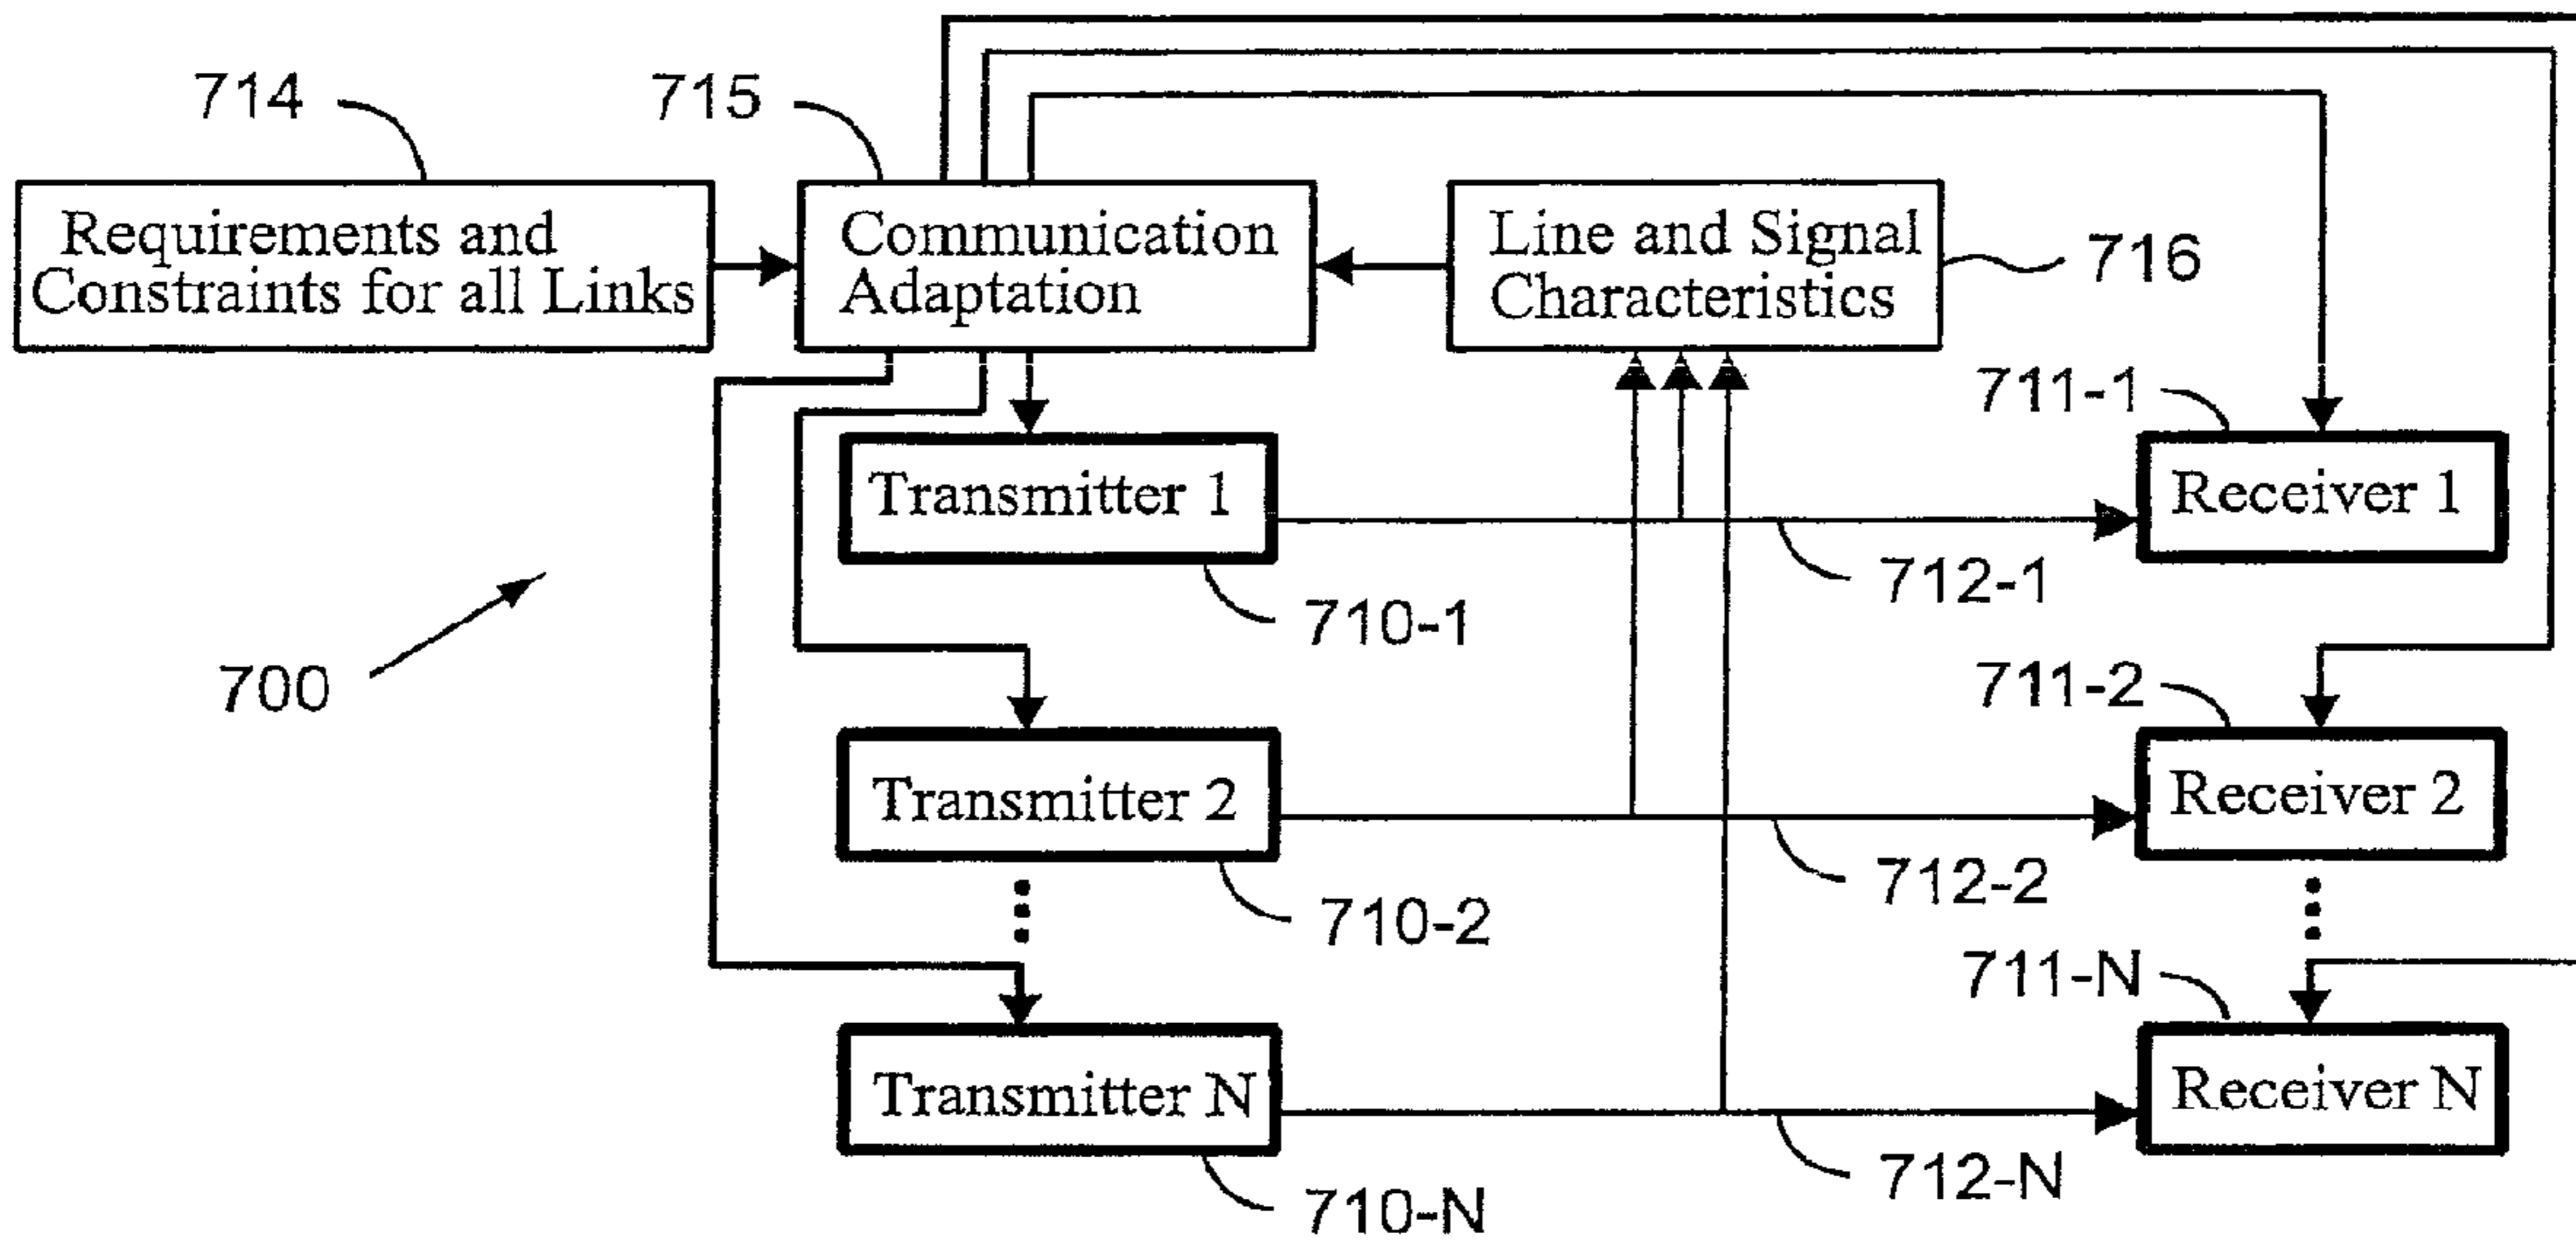 714
715
Requirements and
Constraints for all Links
Communication
Adaptation
Line and Signal
Characteristics
716
711-1
Transmitter 1
Receiver 1
712-1
710-1
700
711-2
Transmitter 2
Receiver 2
712-2
710-2
711-N
Transmitter N
Receiver N
712-N
710-N